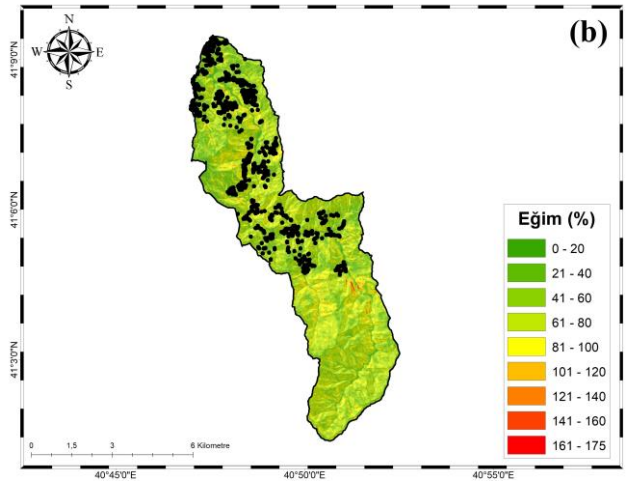 (b)
N
W E
S
41°9'0"N
41°6'0"N
41°3'0"N
Eğim (%)
0 - 20
21 - 40
41 - 60
61 - 80
81 - 100
101 - 120
121 - 140
141 - 160
161 - 175
0 1,5 3 6 Kilometre
40°45'0"E 40°50'0"E 40°55'0"E